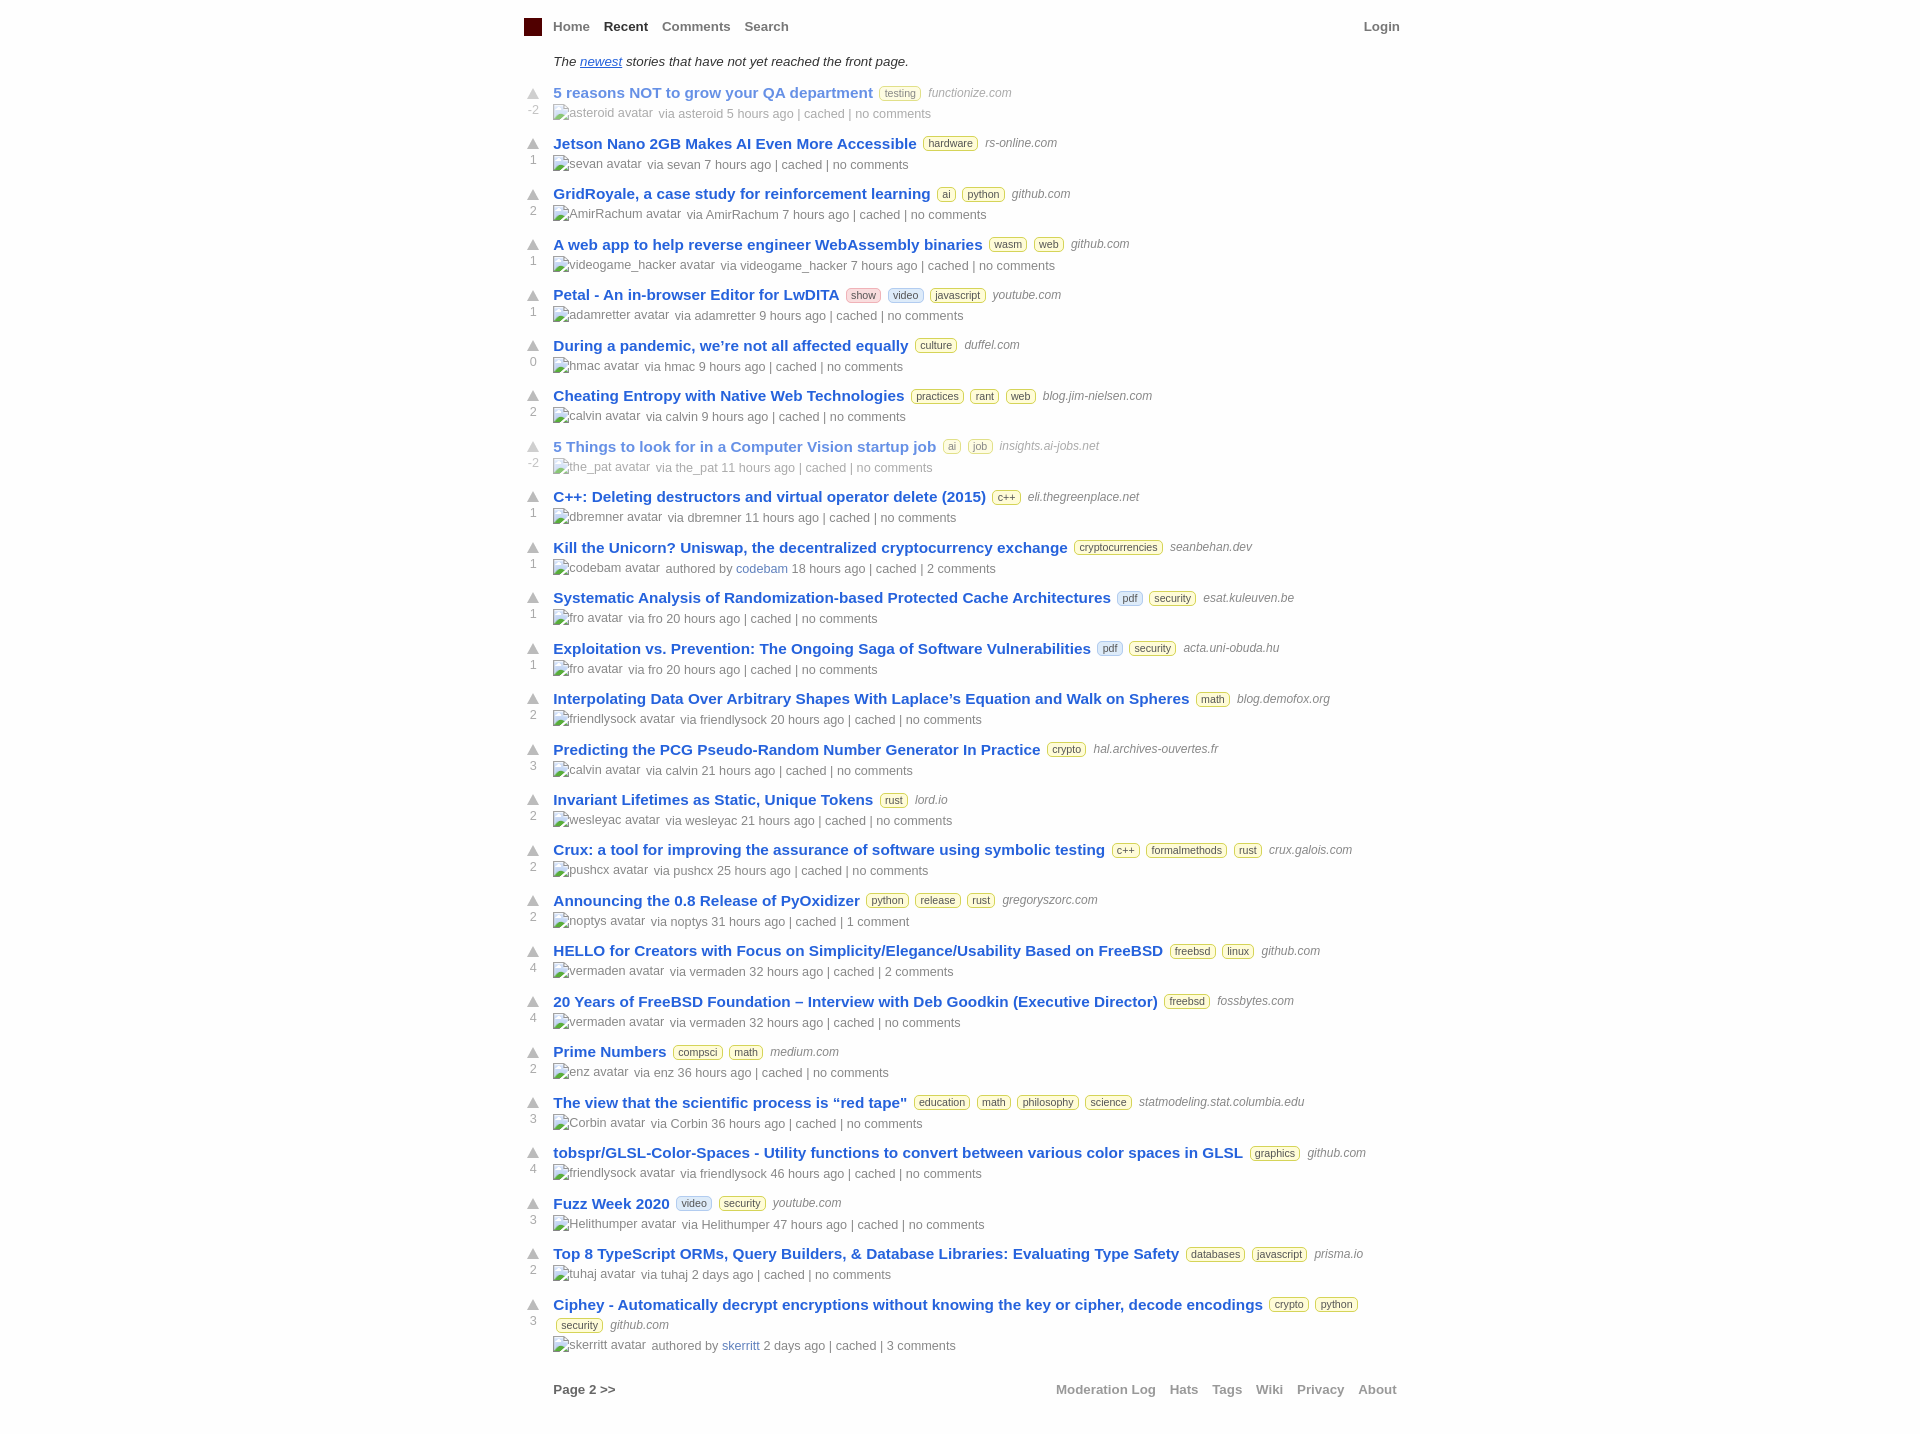 Home Recent Comments Search Login
The newest stories that have not yet reached the front page.
5 reasons NOT to grow your QA department testing functionize.com
-2 asteroid avatar via asteroid 5 hours ago | cached | no comments
Jetson Nano 2GB Makes AI Even More Accessible hardware rs-online.com
1 sevan avatar via sevan 7 hours ago | cached | no comments
GridRoyale, a case study for reinforcement learning ai python github.com
2 AmirRachum avatar via AmirRachum 7 hours ago | cached | no comments
A web app to help reverse engineer WebAssembly binaries wasm web github.com
1 videogame_hacker avatar via videogame_hacker 7 hours ago | cached | no comments
Petal - An in-browser Editor for LwDITA show video javascript youtube.com
1 adamretter avatar via adamretter 9 hours ago | cached | no comments
During a pandemic, we’re not all affected equally culture duffel.com
0 hmac avatar via hmac 9 hours ago | cached | no comments
Cheating Entropy with Native Web Technologies practices rant web blog.jim-nielsen.com
2 calvin avatar via calvin 9 hours ago | cached | no comments
5 Things to look for in a Computer Vision startup job ai job insights.ai-jobs.net
-2 the_pat avatar via the_pat 11 hours ago | cached | no comments
C++: Deleting destructors and virtual operator delete (2015) c++ eli.thegreenplace.net
1 dbremner avatar via dbremner 11 hours ago | cached | no comments
Kill the Unicorn? Uniswap, the decentralized cryptocurrency exchange cryptocurrencies seanbehan.dev
1 codebam avatar authored by codebam 18 hours ago | cached | 2 comments
Systematic Analysis of Randomization-based Protected Cache Architectures pdf security esat.kuleuven.be
1 fro avatar via fro 20 hours ago | cached | no comments
Exploitation vs. Prevention: The Ongoing Saga of Software Vulnerabilities pdf security acta.uni-obuda.hu
1 fro avatar via fro 20 hours ago | cached | no comments
Interpolating Data Over Arbitrary Shapes With Laplace’s Equation and Walk on Spheres math blog.demofox.org
2 friendlysock avatar via friendlysock 20 hours ago | cached | no comments
Predicting the PCG Pseudo-Random Number Generator In Practice crypto hal.archives-ouvertes.fr
3 calvin avatar via calvin 21 hours ago | cached | no comments
Invariant Lifetimes as Static, Unique Tokens rust lord.io
2 wesleyac avatar via wesleyac 21 hours ago | cached | no comments
Crux: a tool for improving the assurance of software using symbolic testing c++ formalmethods rust crux.galois.com
2 pushcx avatar via pushcx 25 hours ago | cached | no comments
Announcing the 0.8 Release of PyOxidizer python release rust gregoryszorc.com
2 noptys avatar via noptys 31 hours ago | cached | 1 comment
HELLO for Creators with Focus on Simplicity/Elegance/Usability Based on FreeBSD freebsd linux github.com
4 vermaden avatar via vermaden 32 hours ago | cached | 2 comments
20 Years of FreeBSD Foundation – Interview with Deb Goodkin (Executive Director) freebsd fossbytes.com
4 vermaden avatar via vermaden 32 hours ago | cached | no comments
Prime Numbers compsci math medium.com
2 enz avatar via enz 36 hours ago | cached | no comments
The view that the scientific process is “red tape" education math philosophy science statmodeling.stat.columbia.edu
3 Corbin avatar via Corbin 36 hours ago | cached | no comments
tobspr/GLSL-Color-Spaces - Utility functions to convert between various color spaces in GLSL graphics github.com
4 friendlysock avatar via friendlysock 46 hours ago | cached | no comments
Fuzz Week 2020 video security youtube.com
3 Helithumper avatar via Helithumper 47 hours ago | cached | no comments
Top 8 TypeScript ORMs, Query Builders, & Database Libraries: Evaluating Type Safety databases javascript prisma.io
2 tuhaj avatar via tuhaj 2 days ago | cached | no comments
Ciphey - Automatically decrypt encryptions without knowing the key or cipher, decode encodings crypto python
3 security github.com
skerritt avatar authored by skerritt 2 days ago | cached | 3 comments
Page 2 >> Moderation Log Hats Tags Wiki Privacy About